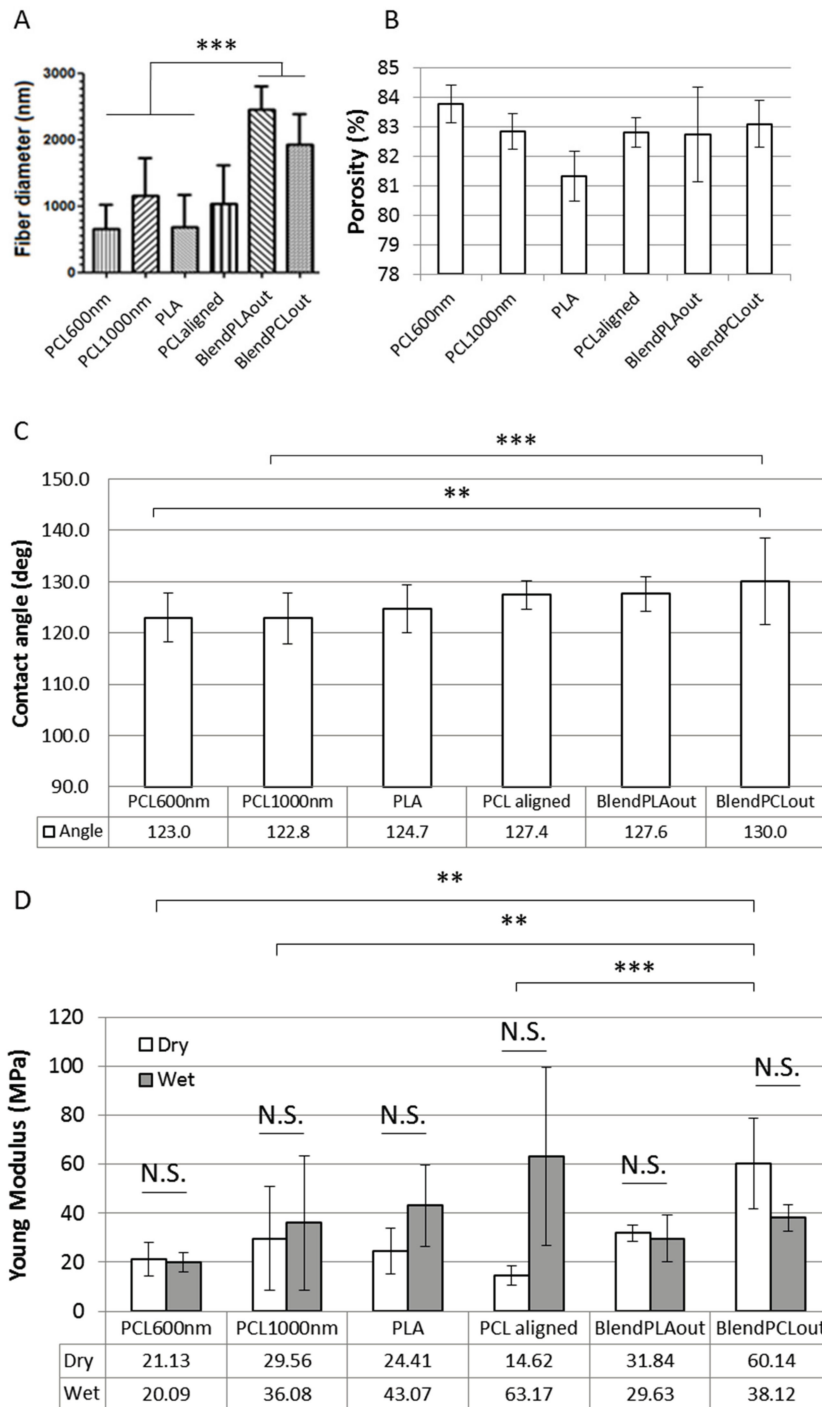 A
***
3000
2000
1000
0
Fiber diameter (nm)
PCL600nm
PCL1000nm
PLA
PCLaligned
BlendPLAout
BlendPCLout
B
85
84
83
82
81
80
79
78
Porosity (%)
PCL600nm
PCL1000nm
PLA
PCLaligned
BlendPLAout
BlendPCLout
C
***
**
150.0
140.0
130.0
120.0
110.0
100.0
90.0
Contact angle (deg)
PCL600nm PCL1000nm PLA PCL aligned BlendPLAout BlendPCLout
Angle 123.0 122.8 124.7 127.4 127.6 130.0
D
**
**
***
120
100
80
60
40
20
0
Young Modulus (MPa)
Dry
Wet
N.S.
N.S.
N.S.
N.S.
N.S.
N.S.
PCL600nm PCL1000nm PLA PCL aligned BlendPLAout BlendPCLout
Dry 21.13 29.56 24.41 14.62 31.84 60.14
Wet 20.09 36.08 43.07 63.17 29.63 38.12